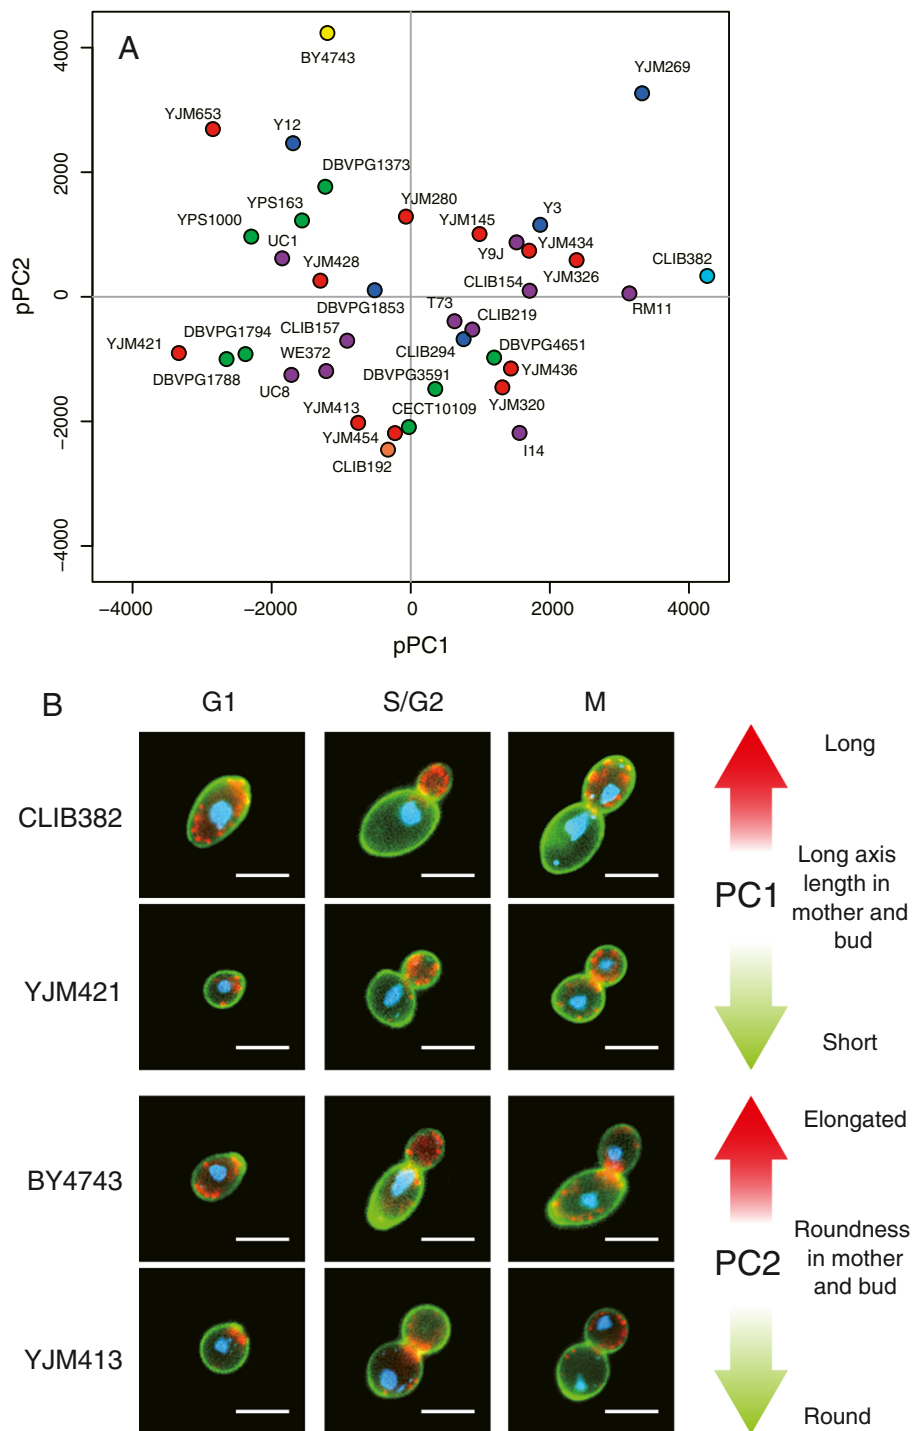 A
BY4743
YJM269
YJM653
Y12
DBVPG1373
YPS163
YJM280
YPS1000
YJM145
Y3
UC1
Y9J
YJM434
YJM428
CLIB154
YJM326
CLIB382
DBVPG1853
T73
RM11
CLIB157
CLIB219
YJM421
DBVPG1794
WE372
CLIB294
DBVPG4651
DBVPG1788
DBVPG3591
YJM436
UC8
YJM413
CECT10109
YJM320
YJM454
I14
CLIB192
4000
2000
0
−2000
−4000
pPC2
−4000
−2000
0
2000
4000
pPC1
B
G1
S/G2
M
CLIB382
YJM421
BY4743
YJM413
Long
PC1
Long axis
length in
mother and
bud
Short
Elongated
PC2
Roundness
in mother
and bud
Round